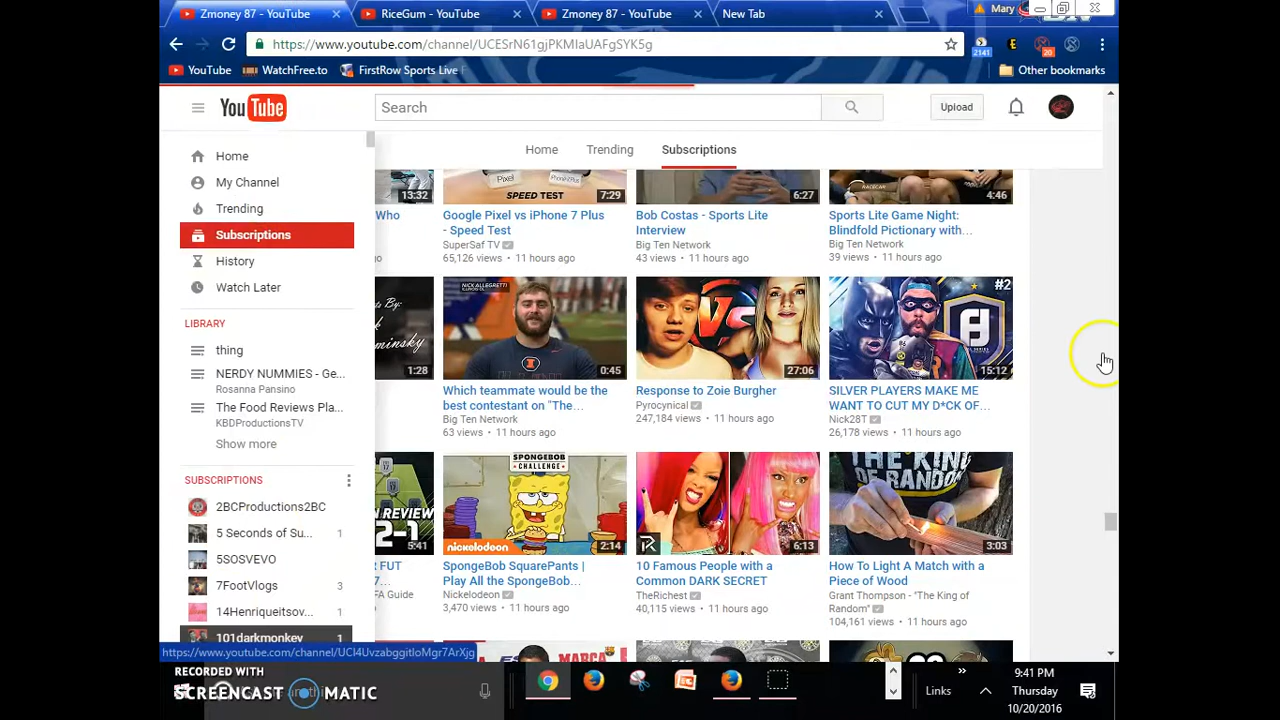 Zmoney 87 - YouTube
RiceGum - YouTube
Zmoney 87 - YouTube
New Tab
Mary
https://www.youtube.com/channel/UCESrN61gjPKMIaUAFgSYK5g
2141
20
YouTube
WatchFree.to
FirstRow Sports Live F
Other bookmarks
YouTube
Search
Upload
Home
Trending
Subscriptions
Home
My Channel
Trending
Subscriptions
History
Watch Later
LIBRARY
thing
NERDY NUMMIES - Ge...
Rosanna Pansino
The Food Reviews Pla...
KBDProductionsTV
Show more
SUBSCRIPTIONS
2BCProductions2BC
5 Seconds of Su... 1
5SOSVEVO
7FootVlogs 3
14Henriqueitsov... 1
101darkmonkey 1
13:32
Who
Pixel
SPEED TEST
7:29
Google Pixel vs iPhone 7 Plus
- Speed Test
SuperSaf TV
65,126 views • 11 hours ago
6:27
Bob Costas - Sports Lite
Interview
Big Ten Network
43 views • 11 hours ago
RACECAR
4:46
Sports Lite Game Night:
Blindfold Pictionary with...
Big Ten Network
39 views • 11 hours ago
1:28
NICK ALLEGRETTI
0:45
Which teammate would be the
best contestant on "The...
Big Ten Network
63 views • 11 hours ago
27:06
Response to Zoie Burgher
Pyrocynical
247,184 views • 11 hours ago
#2
15:12
SILVER PLAYERS MAKE ME
WANT TO CUT MY D*CK OF...
Nick28T
26,178 views • 11 hours ago
REVIEW
2-1
5:41
FUT
SPONGEBOB
CHALLENGE
nickelodeon
2:14
SpongeBob SquarePants |
Play All the SpongeBob...
Nickelodeon
3,470 views • 11 hours ago
R
6:13
10 Famous People with a
Common DARK SECRET
TheRichest
40,115 views • 11 hours ago
THE KING
OF RANDOM
3:03
How To Light A Match with a
Piece of Wood
Grant Thompson - "The King of
Random"
104,161 views • 11 hours ago
https://www.youtube.com/channel/UCI4UvzabggitloMgr7ArXjg
RECORDED WITH
SCREENCAST MATIC
Links
9:41 PM
Thursday
10/20/2016